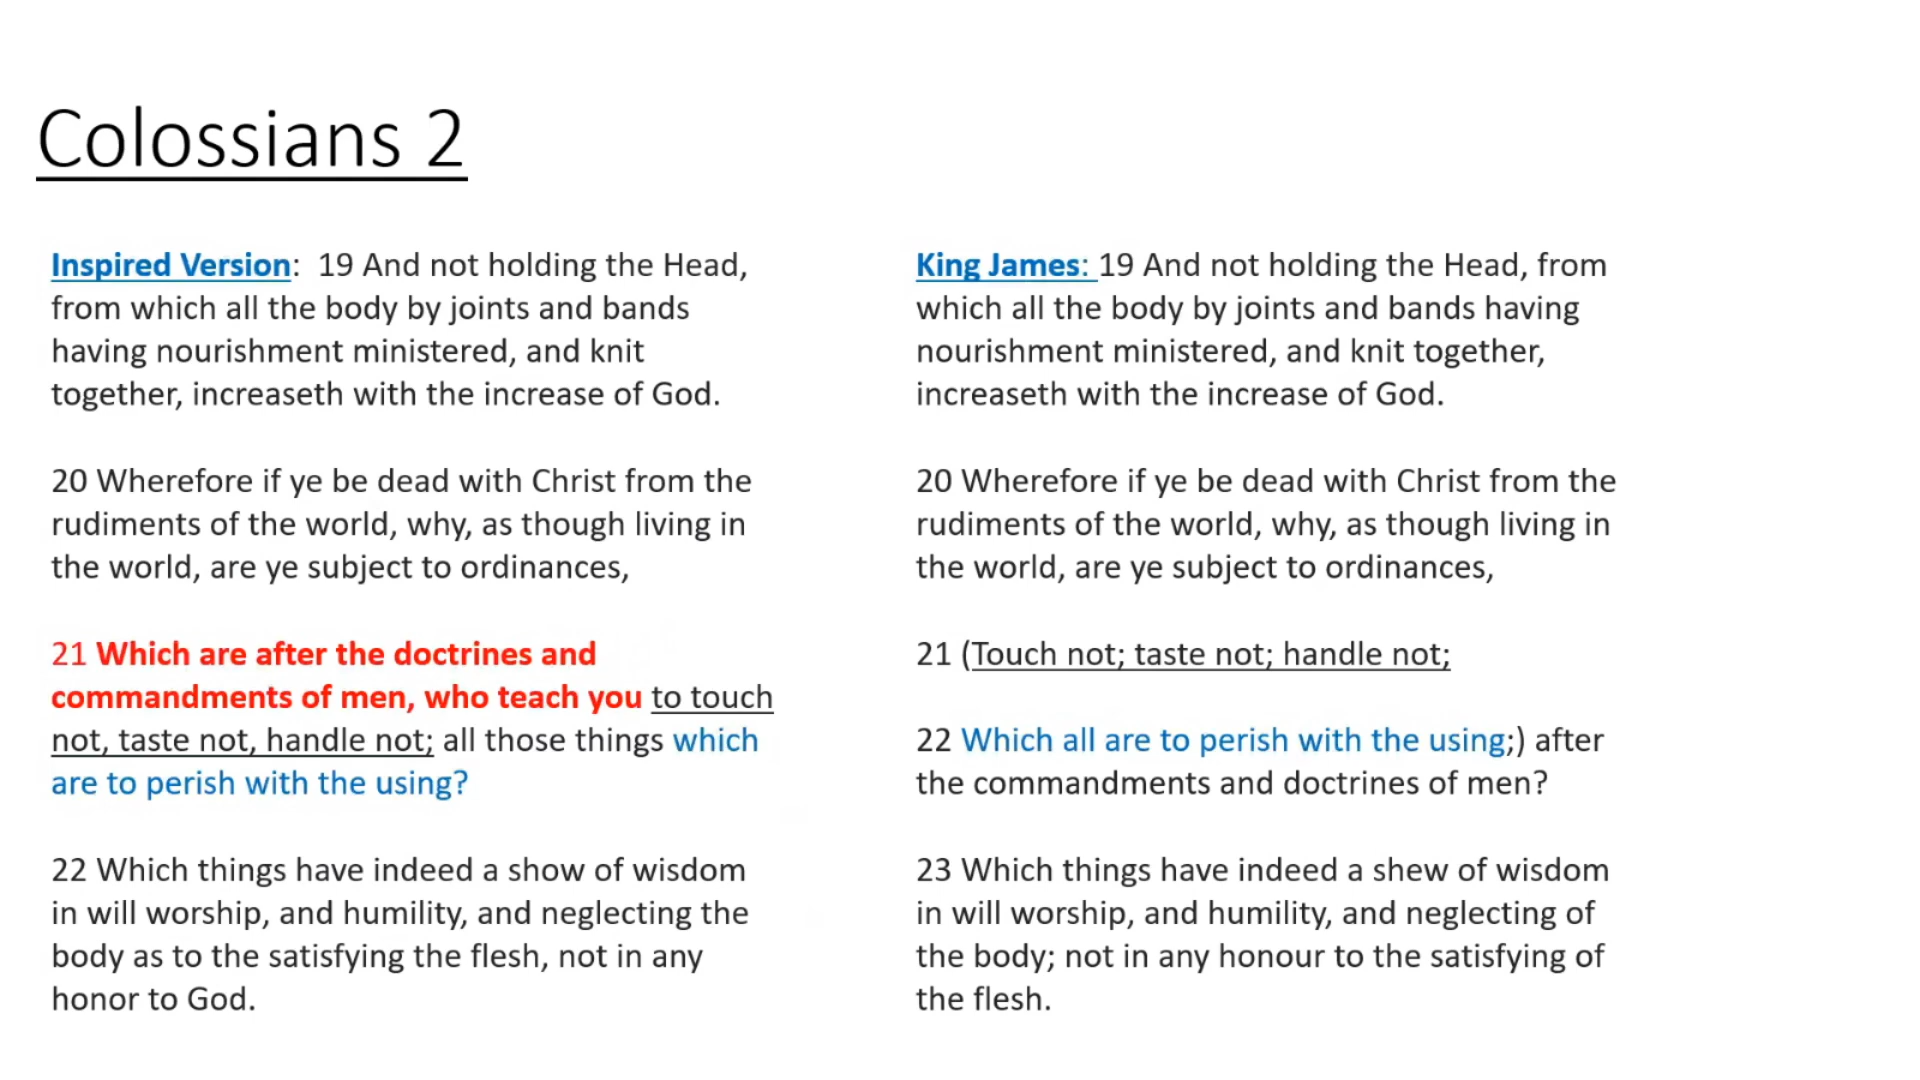 Colossians 2
Inspired Version:  19 And not holding the Head,
from which all the body by joints and bands
having nourishment ministered, and knit
together, increaseth with the increase of God.
20 Wherefore if ye be dead with Christ from the
rudiments of the world, why, as though living in
the world, are ye subject to ordinances,
21 Which are after the doctrines and
commandments of men, who teach you to touch
not, taste not, handle not; all those things which
are to perish with the using?
22 Which things have indeed a show of wisdom
in will worship, and humility, and neglecting the
body as to the satisfying the flesh, not in any
honor to God.
King James: 19 And not holding the Head, from
which all the body by joints and bands having
nourishment ministered, and knit together,
increaseth with the increase of God.
20 Wherefore if ye be dead with Christ from the
rudiments of the world, why, as though living in
the world, are ye subject to ordinances,
21 (Touch not; taste not; handle not;
22 Which all are to perish with the using;) after
the commandments and doctrines of men?
23 Which things have indeed a shew of wisdom
in will worship, and humility, and neglecting of
the body; not in any honour to the satisfying of
the flesh.